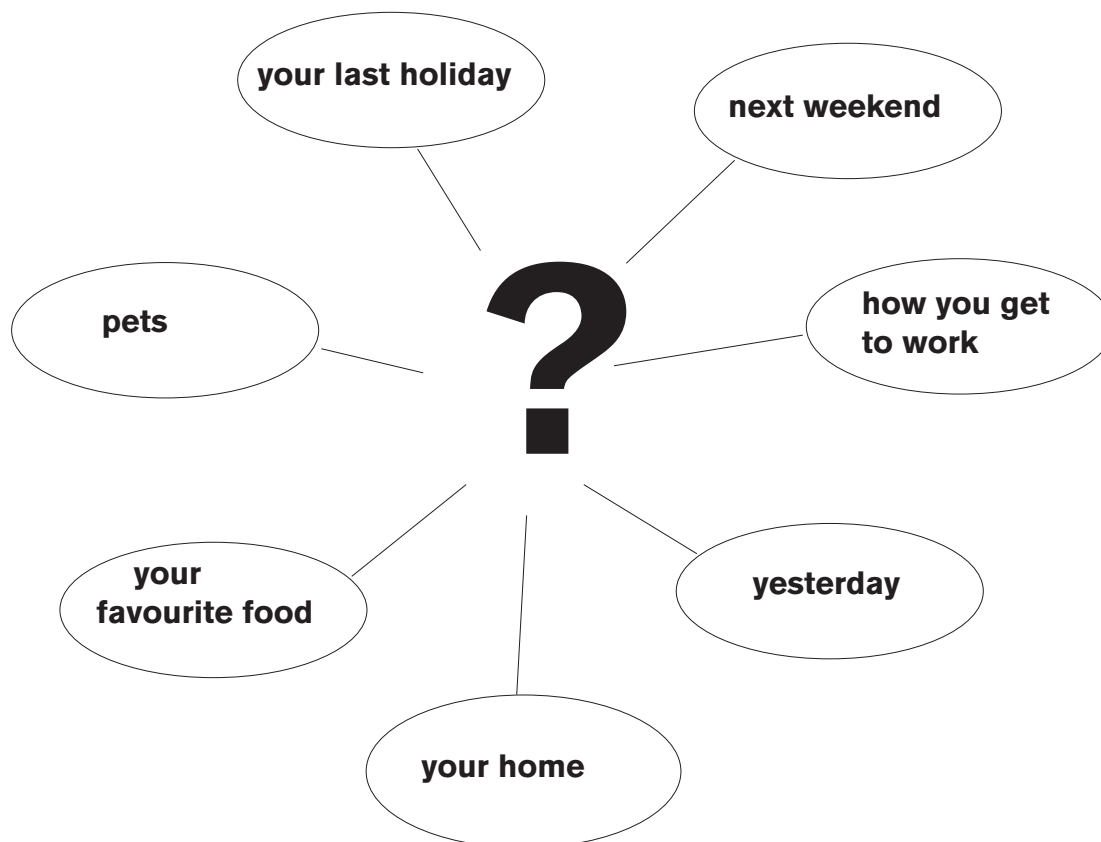 your last holiday
next weekend
pets
how you get
to work
?
your
favourite food
yesterday
your home